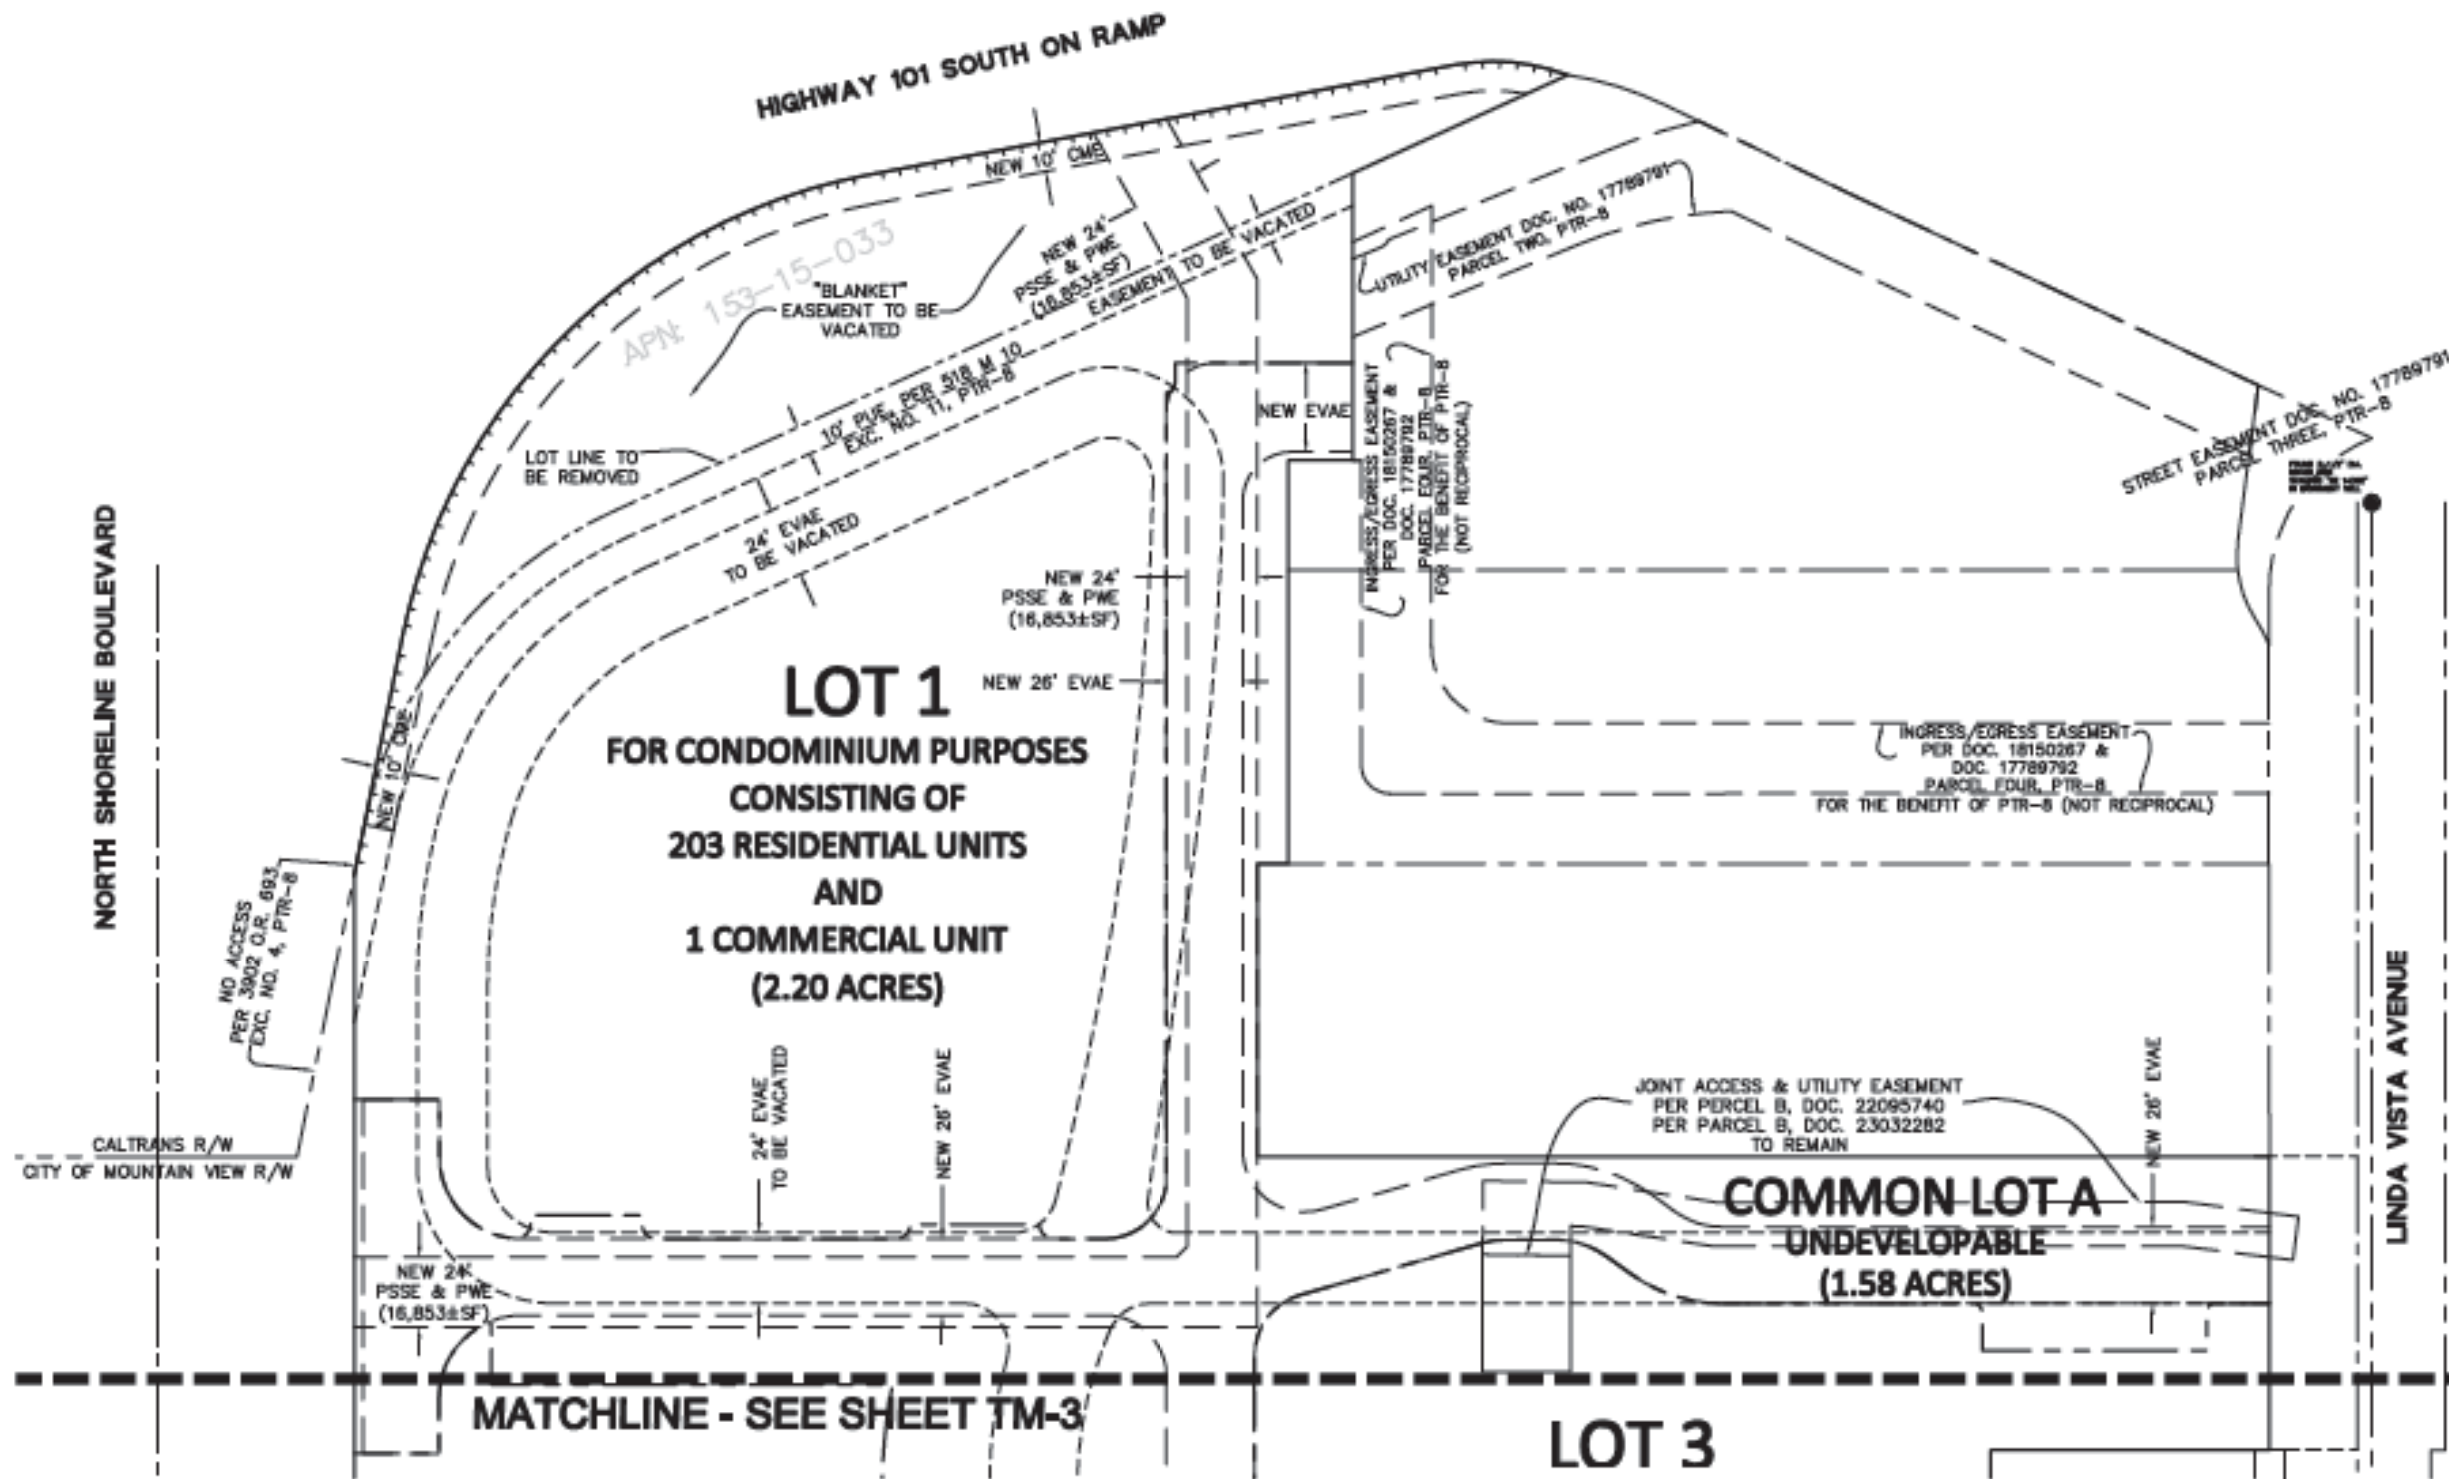 HIGHWAY 101 SOUTH ON RAMP
NEW 10' CME
APN: 153-15-033
"BLANKET"
EASEMENT TO BE
VACATED
NEW 24'
PSSE & PWE
(16,853±SF)
EASEMENT TO BE VACATED
10' PUE PER 518 M 10
EXC. NO. 11, PTR-8
UTILITY EASEMENT DOC. NO. 17789791
PARCEL TWO, PTR-8
LOT LINE TO
BE REMOVED
24' EVAE
TO BE VACATED
NEW EVAE
INGRESS/EGRESS EASEMENT
PER DOC. 18150267 &
DOC. 17789792
PARCEL FOUR, PTR-8
FOR THE BENEFIT OF PTR-8
(NOT RECIPROCAL)
STREET EASEMENT DOC. NO. 17789791
PARCEL THREE, PTR-8
NORTH SHORELINE BOULEVARD
NEW 24'
PSSE & PWE
(16,853±SF)
NEW 26' EVAE
LOT 1
FOR CONDOMINIUM PURPOSES
CONSISTING OF
203 RESIDENTIAL UNITS
AND
1 COMMERCIAL UNIT
(2.20 ACRES)
NEW 10' CME
INGRESS/EGRESS EASEMENT
PER DOC. 18150267 &
DOC. 17789792
PARCEL FOUR, PTR-8
FOR THE BENEFIT OF PTR-8 (NOT RECIPROCAL)
NO ACCESS
PER 3902 O.R. 693
EXC. NO. 4, PTR-8
CALTRANS R/W
CITY OF MOUNTAIN VIEW R/W
24' EVAE
TO BE VACATED
NEW 26' EVAE
JOINT ACCESS & UTILITY EASEMENT
PER PERCEL B, DOC. 22095740
PER PARCEL B, DOC. 23032282
TO REMAIN
NEW 26' EVAE
LINDA VISTA AVENUE
COMMON LOT A
UNDEVELOPABLE
(1.58 ACRES)
NEW 24'
PSSE & PWE
(16,853±SF)
MATCHLINE - SEE SHEET TM-3
LOT 3